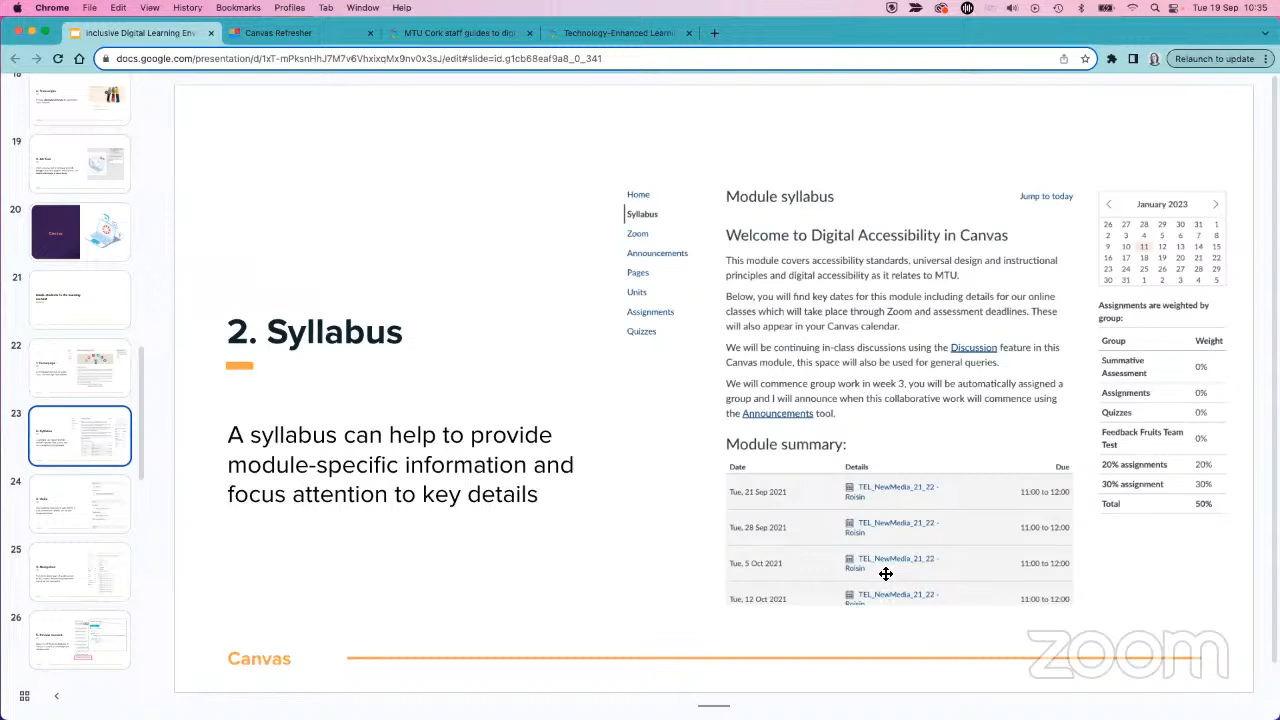 Chrome File Edit View History Bookmarks Profiles Tab Window Help
Tue 19 Sep 10:35
inclusive Digital Learning Env
Canvas Refresher
MTU Cork staff guides to digi
Technology-Enhanced Learni
docs.google.com/presentation/d/1xT-mPksnHhJ7M7v6VhxixqMx9nv0x3sJ/edit#slide=id.g1cb68eaf9a8_0_341
Relaunch to update
19
20
21
22
23
24
25
26
2. Syllabus
A syllabus can help to provide
module-specific information and
focus attention to key details
Home
Syllabus
Zoom
Announcements
Pages
Units
Assignments
Quizzes
Module syllabus
Jump to today
Welcome to Digital Accessibility in Canvas
This module covers accessibility standards, universal design and instructional
principles and digital accessibility as it relates to MTU.
Below, you will find key dates for this module including details for our online
classes which will take place through Zoom and assessment deadlines. These
will also appear in your Canvas calendar.
We will be continuing in-class discussions using the Discussion feature in this
Canvas module, this space will also be used for general queries.
We will commence group work in week 3, you will be automatically assigned a
group and I will announce when this collaborative work will commence using
the Announcements tool.
Module summary:
Date Details Due
Tue, 21 Sep 2021 TEL_NewMedia_21_22 - 11:00 to 12:00
Roisin
Tue, 28 Sep 2021 TEL_NewMedia_21_22 - 11:00 to 12:00
Roisin
Tue, 5 Oct 2021 TEL_NewMedia_21_22 - 11:00 to 12:00
Roisin
Tue, 12 Oct 2021 TEL_NewMedia_21_22 - 11:00 to 12:00
Roisin
January 2023
26 27 28 29 30 31 1
2 3 4 5 6 7 8
9 10 11 12 13 14 15
16 17 18 19 20 21 22
23 24 25 26 27 28 29
30 31 1 2 3 4 5
Assignments are weighted by
group:
Group Weight
Summative
Assessment 0%
Assignments 0%
Quizzes 0%
Feedback Fruits Team
Test 0%
20% assignments 20%
30% assignment 30%
Total 50%
Canvas
zoom